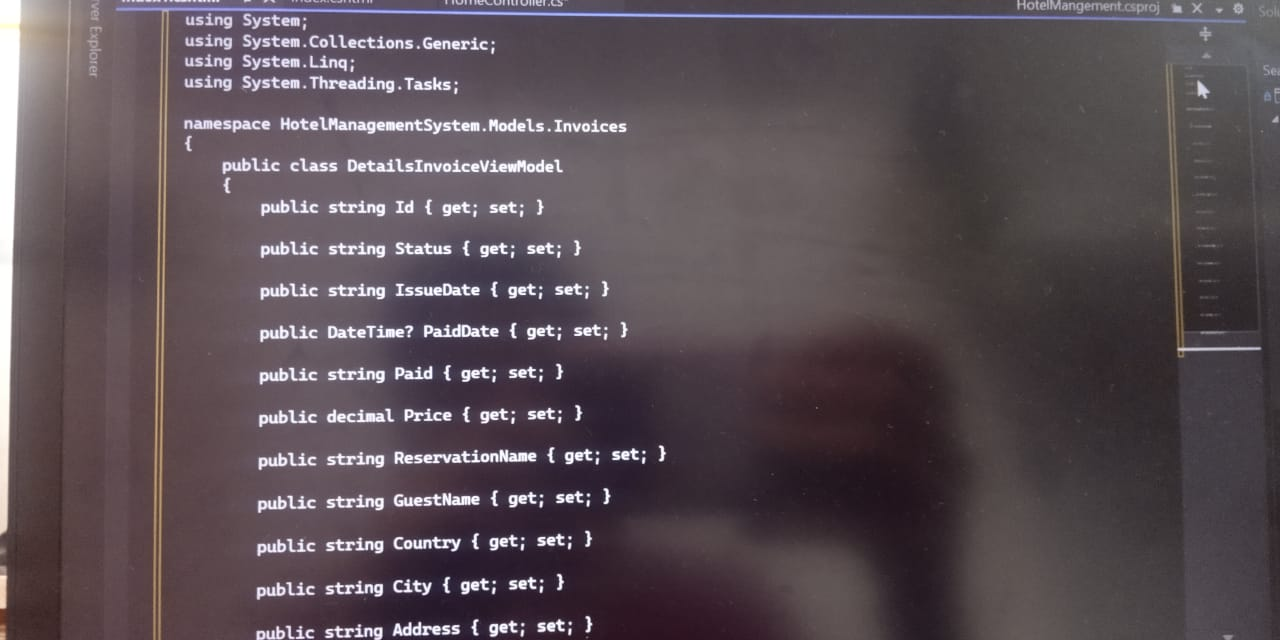 HomeController.cs*
HotelMangement.csproj
using System;
using System.Collections.Generic;
using System.Linq;
using System.Threading.Tasks;
namespace HotelManagementSystem.Models.Invoices
{
public class DetailsInvoiceViewModel
{
public string Id { get; set; }
public string Status { get; set; }
public string IssueDate { get; set; }
public DateTime? PaidDate { get; set; }
public string Paid { get; set; }
public decimal Price { get; set; }
public string ReservationName { get; set; }
public string GuestName { get; set; }
public string Country { get; set; }
public string City { get; set; }
public string Address { get; set; }
Explorer